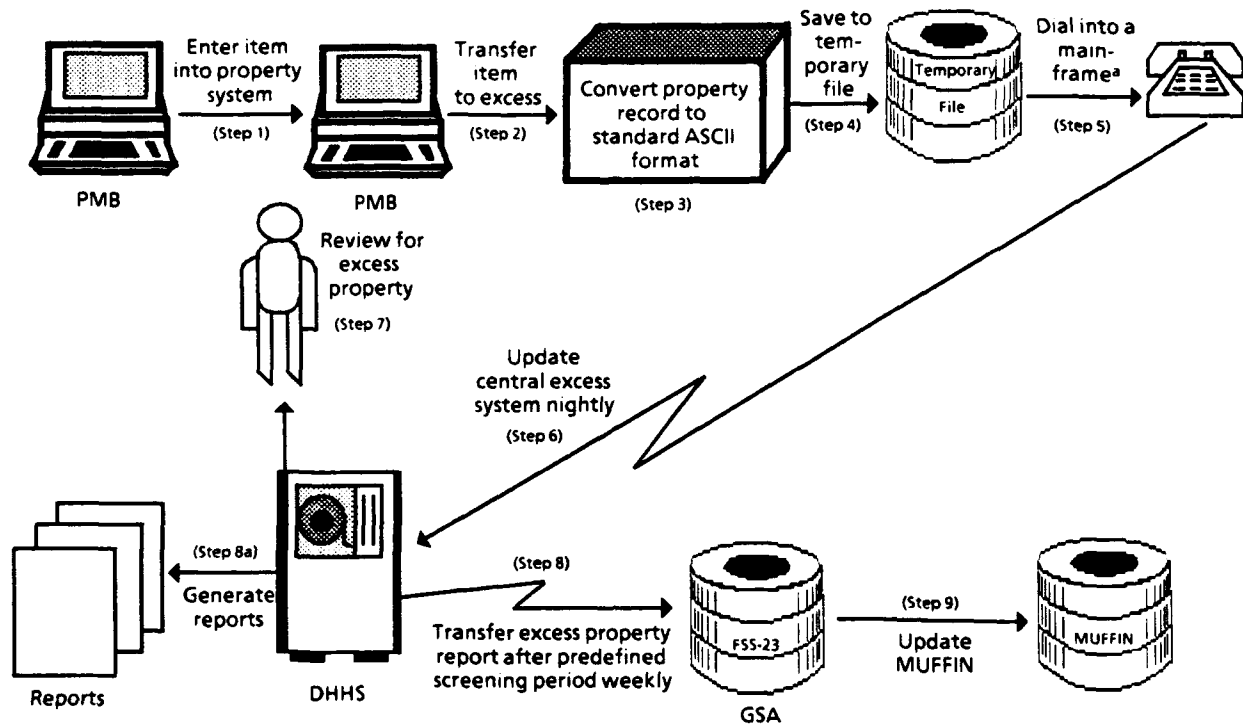 Enter item
into property
system
(Step 1)
PMB
Transfer
item
to excess
(Step 2)
PMB
Convert property
record to
standard ASCII
format
(Step 3)
Save to
tem-
porary
file
(Step 4)
Temporary
File
Dial into a
main-
frameª
(Step 5)
Review for
excess
property
(Step 7)
Update
central excess
system nightly
(Step 6)
(Step 8a)
Generate
reports
Reports
DHHS
(Step 8)
Transfer excess property
report after predefined
screening period weekly
FSS-23
GSA
(Step 9)
Update
MUFFIN
MUFFIN